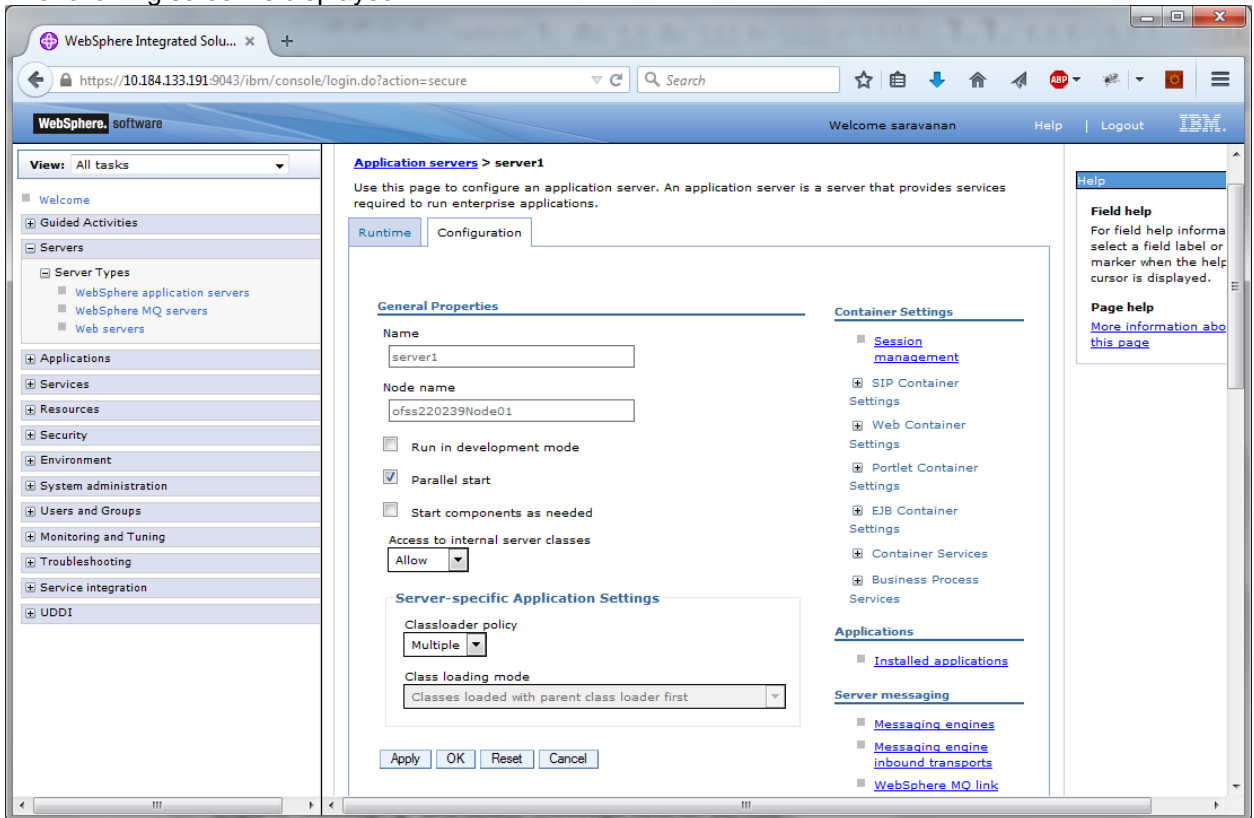 WebSphere Integrated Solu... × +
https://10.184.133.191:9043/ibm/console/login.do?action=secure
Search
ABP
WebSphere. software
Welcome saravanan
Help | Logout
IBM.
View: All tasks
Welcome
Guided Activities
Servers
Server Types
WebSphere application servers
WebSphere MQ servers
Web servers
Applications
Services
Resources
Security
Environment
System administration
Users and Groups
Monitoring and Tuning
Troubleshooting
Service integration
UDDI
Application servers > server1
Use this page to configure an application server. An application server is a server that provides services
required to run enterprise applications.
Runtime Configuration
General Properties
Name
server1
Node name
ofss220239Node01
Run in development mode
Parallel start
Start components as needed
Access to internal server classes
Allow
Server-specific Application Settings
Classloader policy
Multiple
Class loading mode
Classes loaded with parent class loader first
Apply OK Reset Cancel
Container Settings
Session
management
SIP Container
Settings
Web Container
Settings
Portlet Container
Settings
EJB Container
Settings
Container Services
Business Process
Services
Applications
Installed applications
Server messaging
Messaging engines
Messaging engine
inbound transports
WebSphere MQ link
Help
Field help
For field help informa
select a field label or
marker when the help
cursor is displayed.
Page help
More information abo
this page